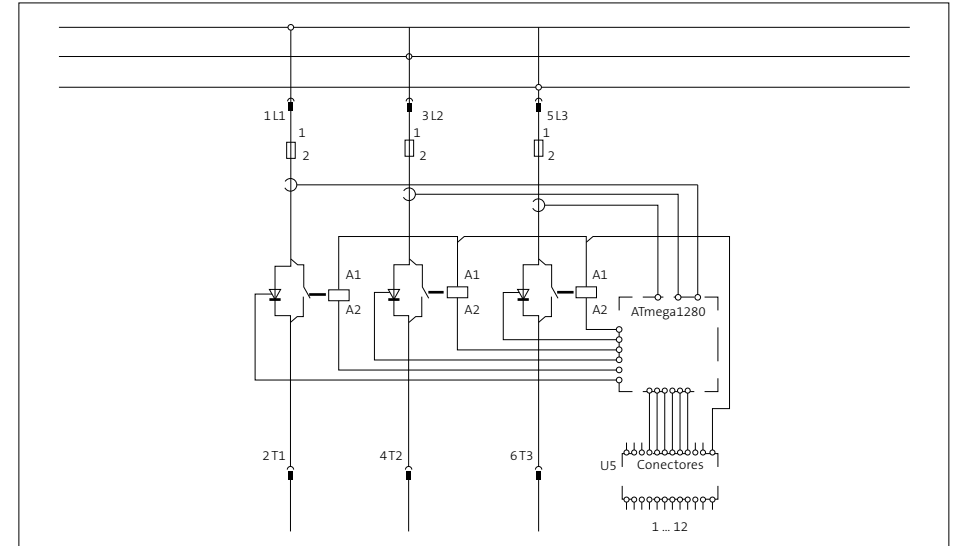 1 L1 3 L2 5 L3
1 1 1
2 2 2
A1 A1 A1
A2 A2 A2
ATmega1280
2 T1 4 T2 6 T3
U5 Conectores
1 ... 12